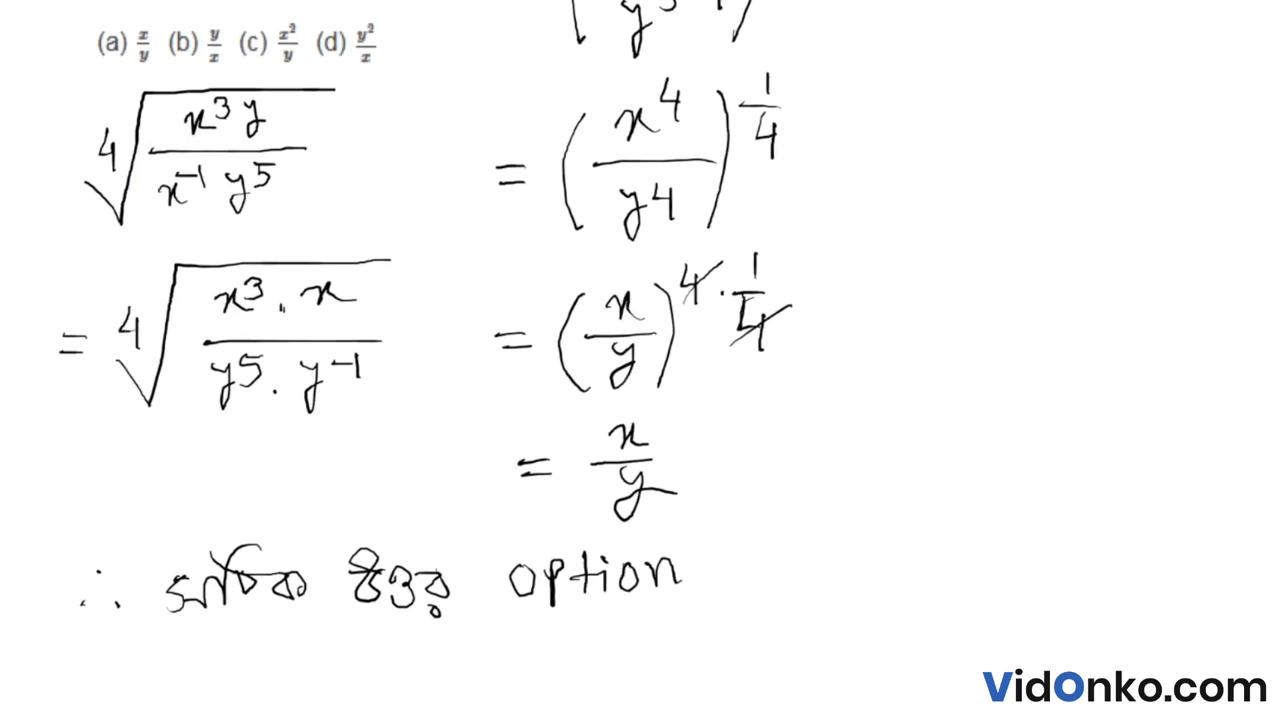 (a) x/y (b) y/x (c) x²/y (d) y²/x
⁴√(x³y / x⁻¹y⁵)
= ⁴√(x³ · x / y⁵ · y⁻¹)
= (x⁴ / y⁴)^(1/4)
= (x/y)^(4 · 1/4)
= x/y
∴ সঠিক উত্তর option
VidOnko.com